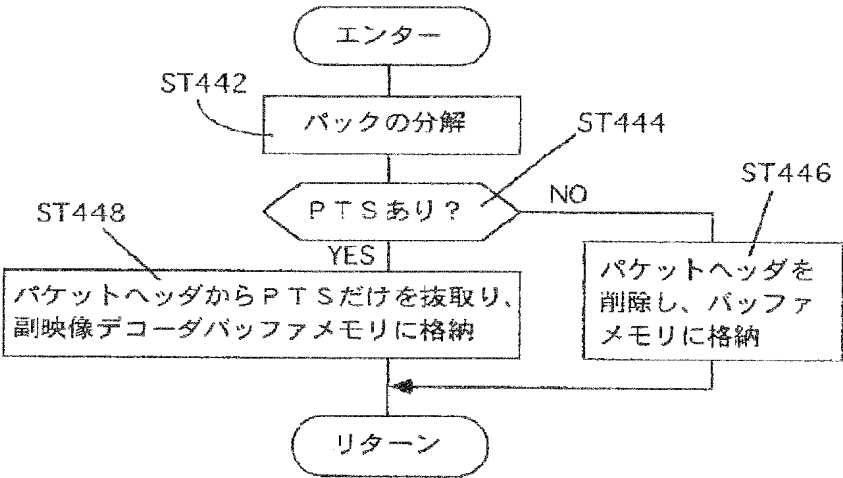 エンター
ST442
パックの分解
ST444
PTSあり?
NO
ST446
ST448
YES
パケットヘッダからPTSだけを抜取り、
副映像デコーダバッファメモリに格納
パケットヘッダを
削除し、バッファ
メモリに格納
リターン